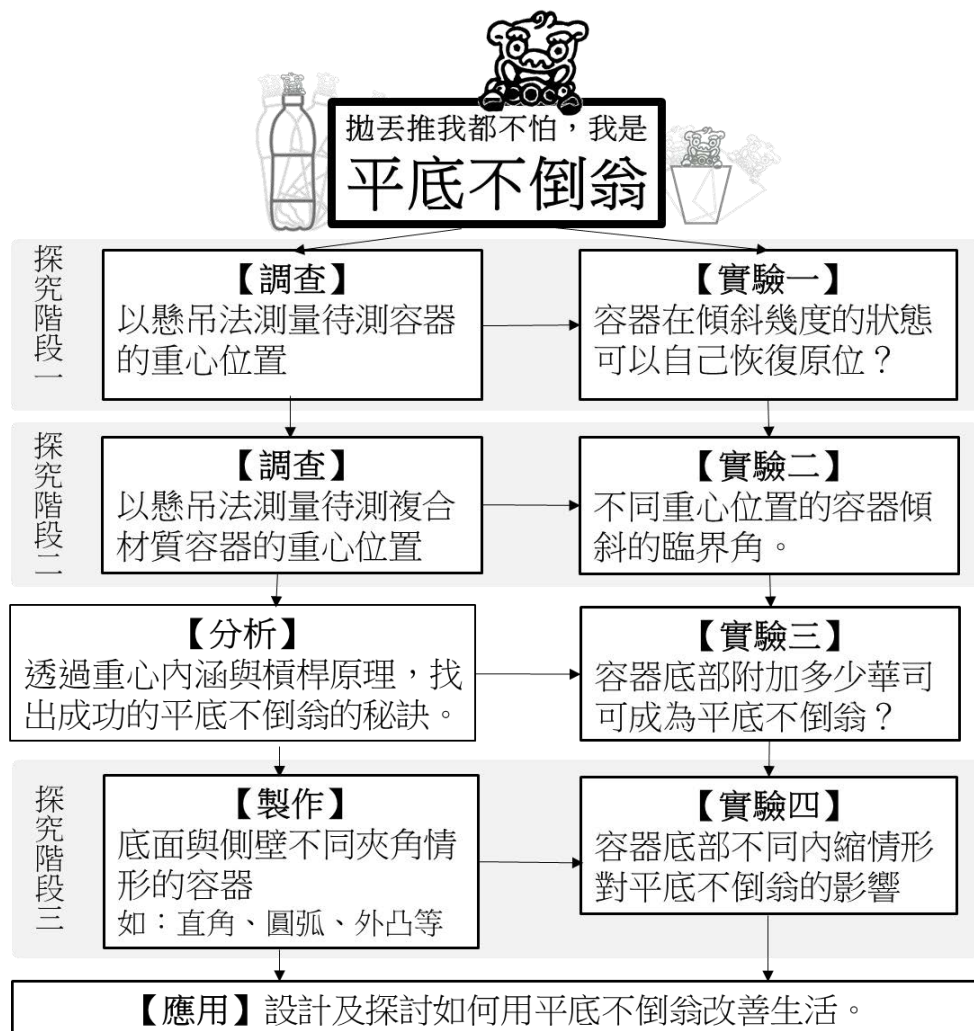 拋丟推我都不怕，我是
平底不倒翁
探究階段一
【調查】
以懸吊法測量待測容器
的重心位置
【實驗一】
容器在傾斜幾度的狀態
可以自己恢復原位？
探究階段二
【調查】
以懸吊法測量待測複合
材質容器的重心位置
【實驗二】
不同重心位置的容器傾
斜的臨界角。
【分析】
透過重心內涵與槓桿原理，找
出成功的平底不倒翁的秘訣。
【實驗三】
容器底部附加多少華司
可成為平底不倒翁？
探究階段三
【製作】
底面與側壁不同夾角情
形的容器
如：直角、圓弧、外凸等
【實驗四】
容器底部不同內縮情形
對平底不倒翁的影響
【應用】設計及探討如何用平底不倒翁改善生活。